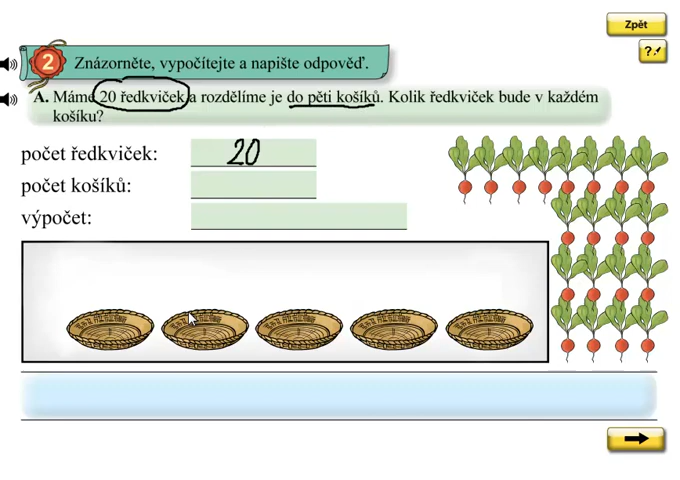 Zpět
?
2 Znázorněte, vypočítejte a napište odpověď.
A. Máme 20 ředkviček a rozdělíme je do pěti košíků. Kolik ředkviček bude v každém
košíku?
počet ředkviček: 20
počet košíků:
výpočet: